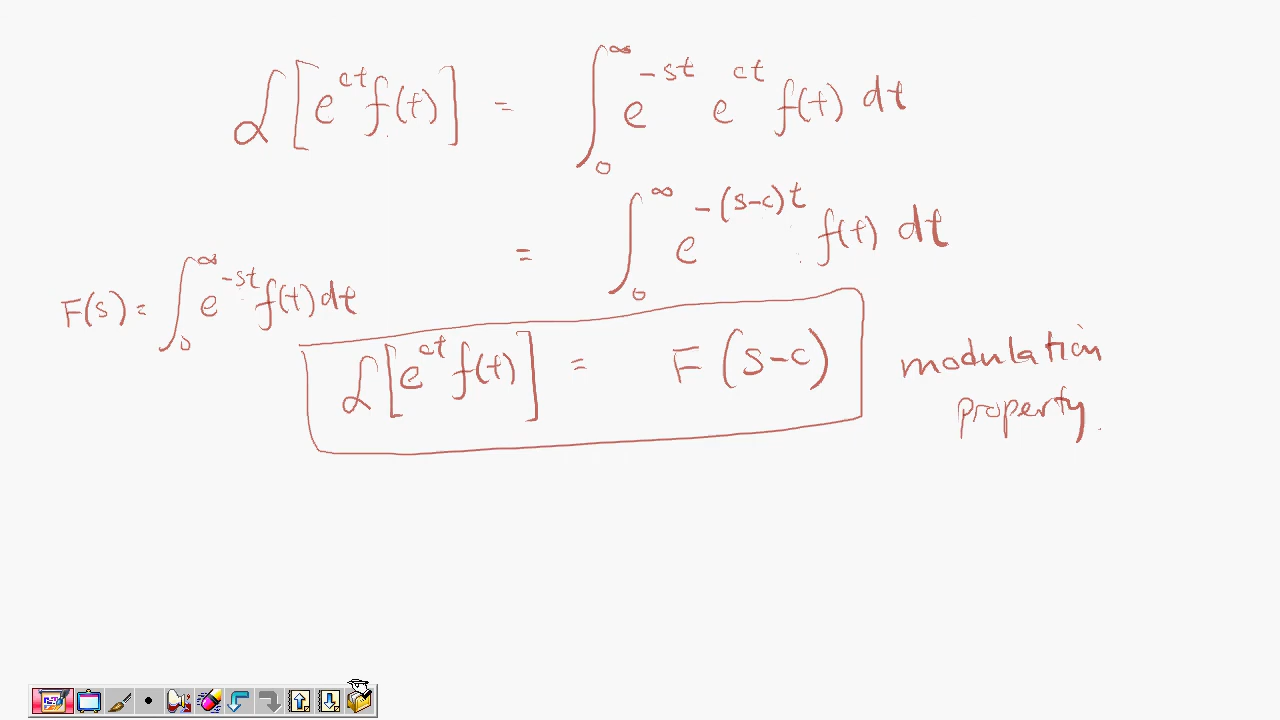 ℒ[e^{ct} f(t)] = ∫_0^∞ e^{-st} e^{ct} f(t) dt
= ∫_0^∞ e^{-(s-c)t} f(t) dt
F(s) = ∫_0^∞ e^{-st} f(t) dt
ℒ[e^{ct} f(t)] = F(s-c)
modulation
property.